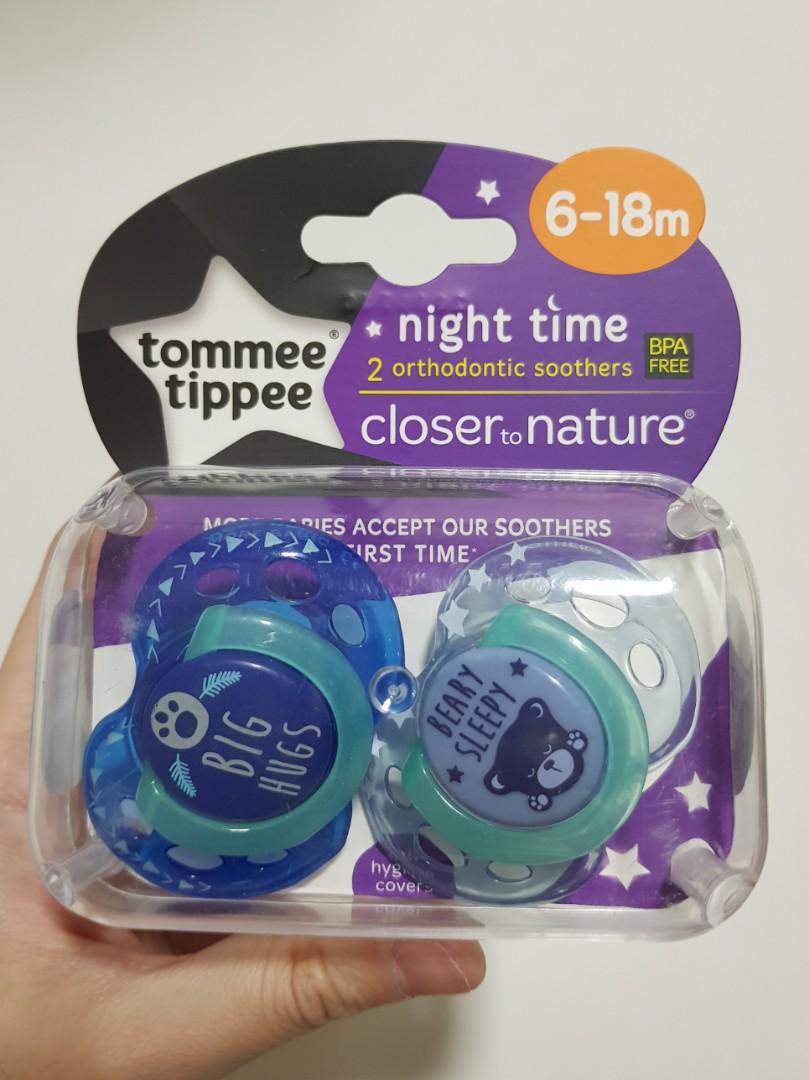 6-18m
tommee®
tippee
night time
2 orthodontic soothers
BPA
FREE
closer to nature®
ACCEPT OUR SOOTHERS
FIRST TIME
BIG
HUGS
BEARY
SLEEPY
covers